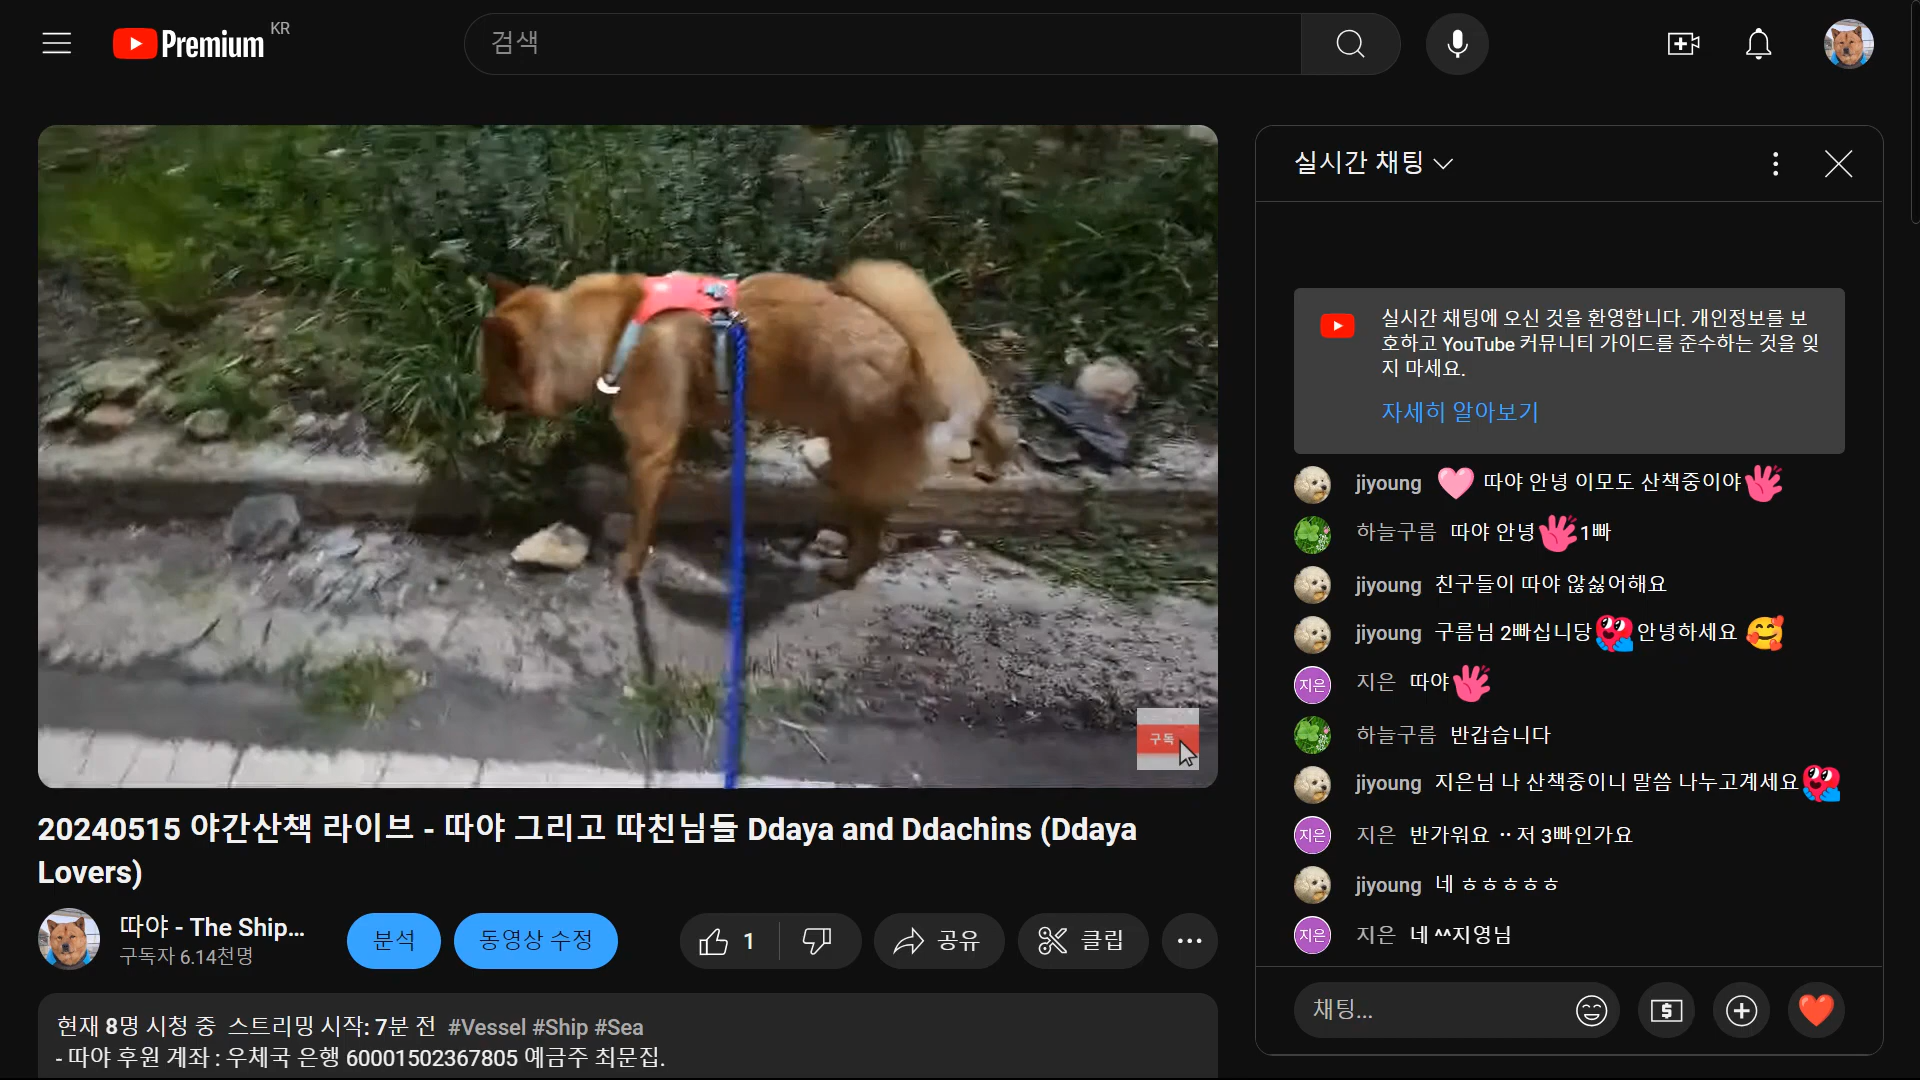 Premium KR
검색
실시간 채팅
실시간 채팅에 오신 것을 환영합니다. 개인정보를 보
호하고 YouTube 커뮤니티 가이드를 준수하는 것을 잊
지 마세요.
자세히 알아보기
jiyoung 🩷 따야 안녕 이모도 산책중이야
하늘구름 따야 안녕 1빠
jiyoung 친구들이 따야 않싫어해요
jiyoung 구름님 2빠십니당 안녕하세요 🥰
지은 지은 따야
하늘구름 반갑습니다
jiyoung 지은님 나 산책중이니 말씀 나누고계세요
지은 지은 반가워요 ·· 저 3빠인가요
jiyoung 네 ㅎㅎㅎㅎㅎ
지은 지은 네 ^^지영님
채팅...
구독
20240515 야간산책 라이브 - 따야 그리고 따친님들 Ddaya and Ddachins (Ddaya
Lovers)
따야 - The Ship...
구독자 6.14천명
분석
동영상 수정
1
공유
클립
현재 8명 시청 중 스트리밍 시작: 7분 전 #Vessel #Ship #Sea
- 따야 후원 계좌 : 우체국 은행 60001502367805 예금주 최문집.